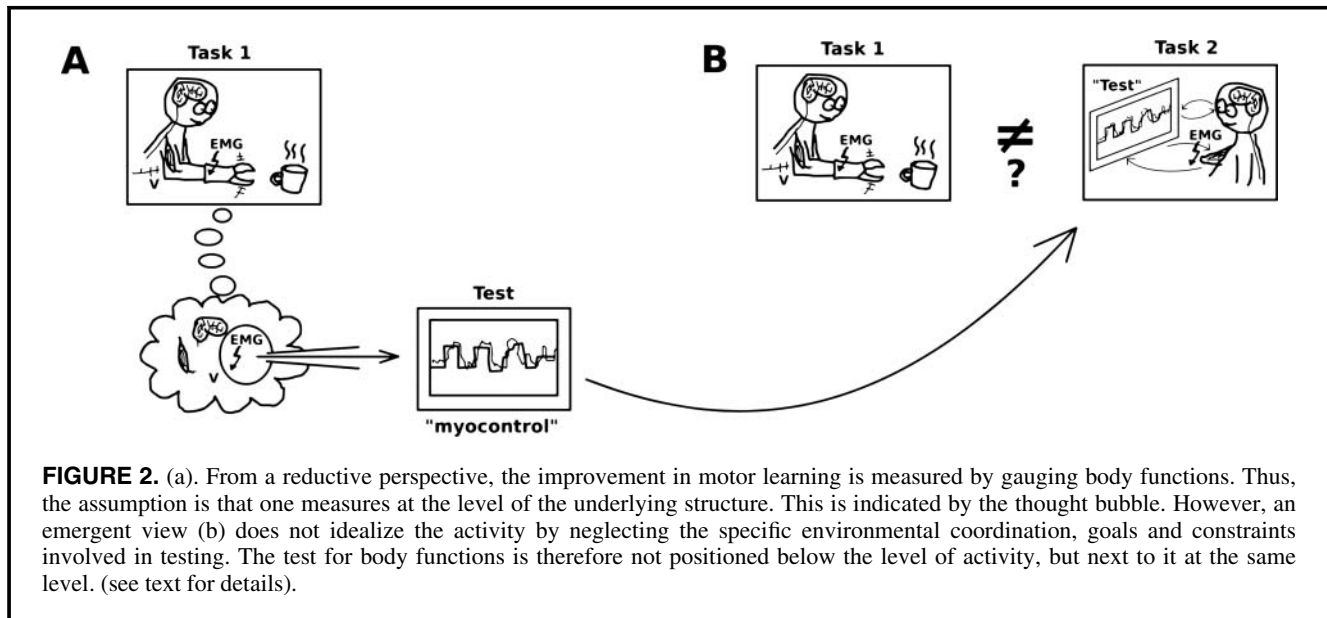 A
Task 1
EMG
V
EMG
V
Test
"myocontrol"
B
Task 1
EMG
V
≠
?
Task 2
"Test"
EMG
FIGURE 2. (a). From a reductive perspective, the improvement in motor learning is measured by gauging body functions. Thus,
the assumption is that one measures at the level of the underlying structure. This is indicated by the thought bubble. However, an
emergent view (b) does not idealize the activity by neglecting the specific environmental coordination, goals and constraints
involved in testing. The test for body functions is therefore not positioned below the level of activity, but next to it at the same
level. (see text for details).